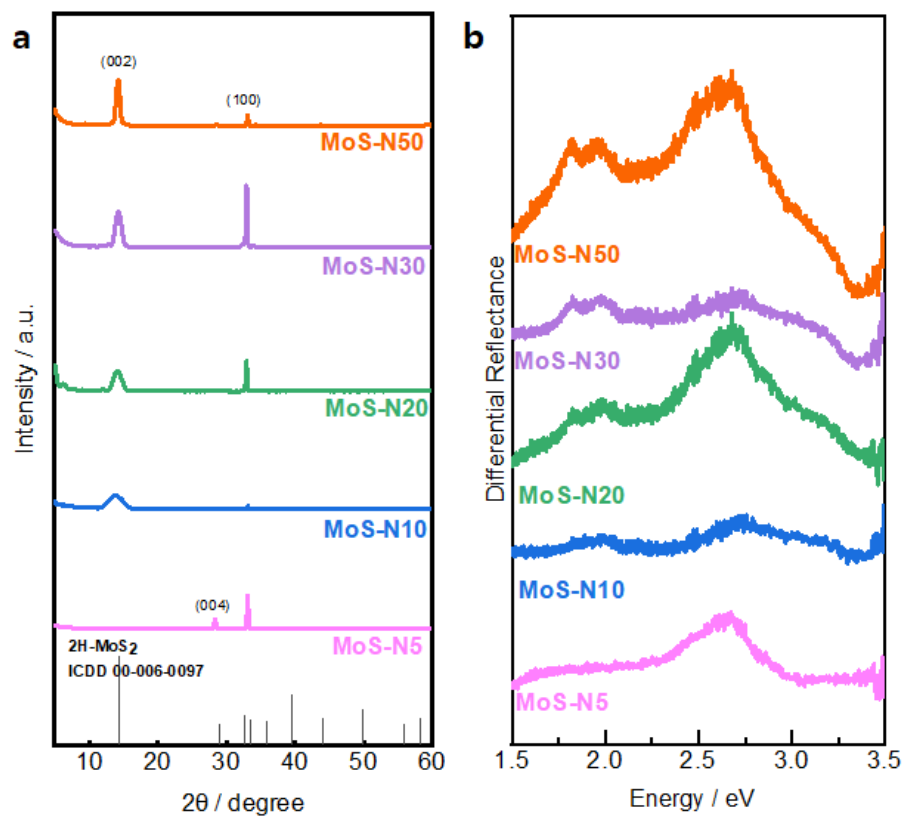 a
(002)
(100)
MoS-N50
MoS-N30
MoS-N20
MoS-N10
(004)
MoS-N5
2H-MoS₂
ICDD 00-006-0097
10 20 30 40 50 60
2θ / degree
Intensity / a.u.
b
MoS-N50
MoS-N30
MoS-N20
MoS-N10
MoS-N5
1.5 2.0 2.5 3.0 3.5
Energy / eV
Differential Reflectance